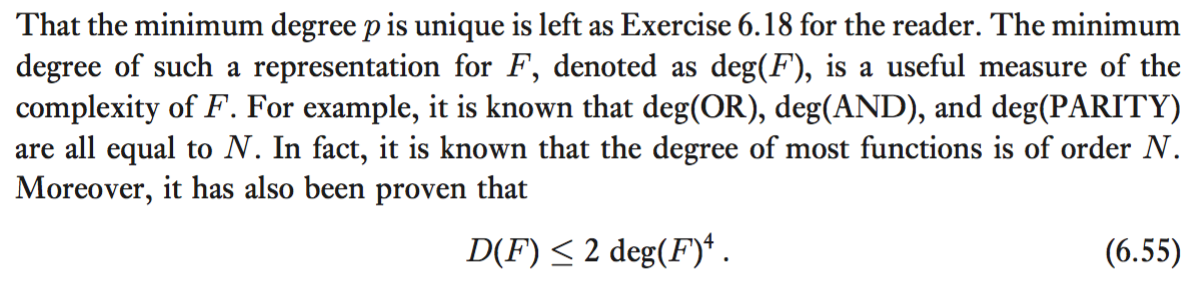 That the minimum degree p is unique is left as Exercise 6.18 for the reader. The minimum
degree of such a representation for F, denoted as deg(F), is a useful measure of the
complexity of F. For example, it is known that deg(OR), deg(AND), and deg(PARITY)
are all equal to N. In fact, it is known that the degree of most functions is of order N.
Moreover, it has also been proven that
D(F) ≤ 2 deg(F)⁴ . (6.55)